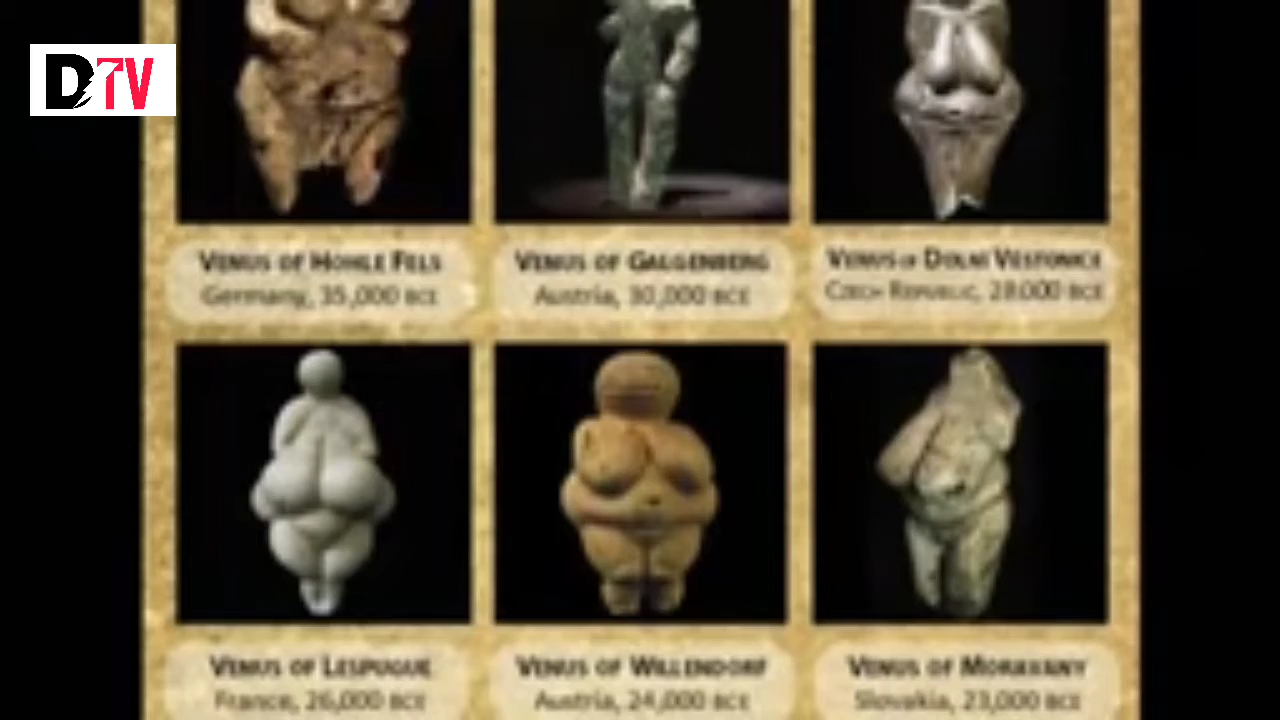 DTV
VENUS OF HOHLE FELS
Germany, 35,000 BCE
VENUS OF GALGENBERG
Austria, 30,000 BCE
VENUS OF DOLNI VESTONICE
CZECH REPUBLIC, 28,000 BCE
VENUS OF LESPUGUE
France, 26,000 BCE
VENUS OF WILLENDORF
Austria, 24,000 BCE
VENUS OF MORAVANY
Slovakia, 23,000 BCE